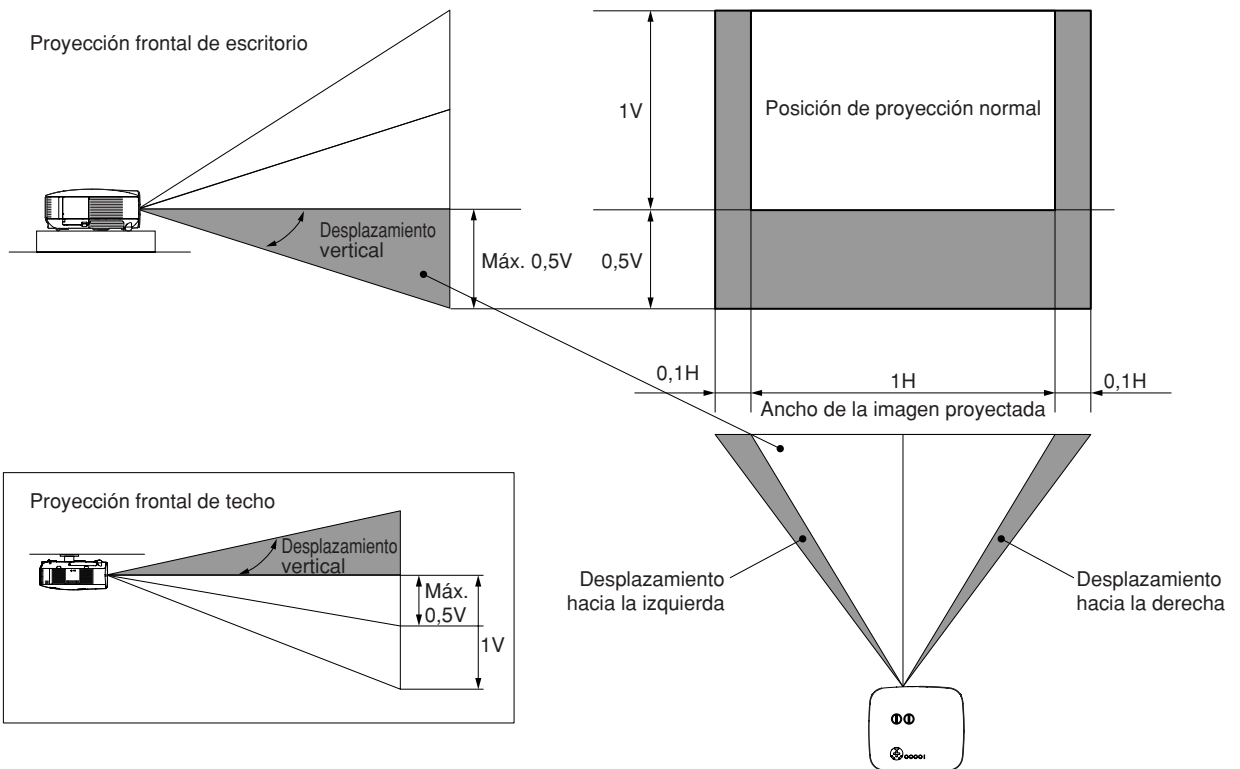 Proyección frontal de escritorio
Desplazamiento
vertical
Máx. 0,5V
1V
0,5V
Posición de proyección normal
0,1H
1H
0,1H
Ancho de la imagen proyectada
Proyección frontal de techo
Desplazamiento
vertical
Máx.
0,5V
1V
Desplazamiento
hacia la izquierda
Desplazamiento
hacia la derecha